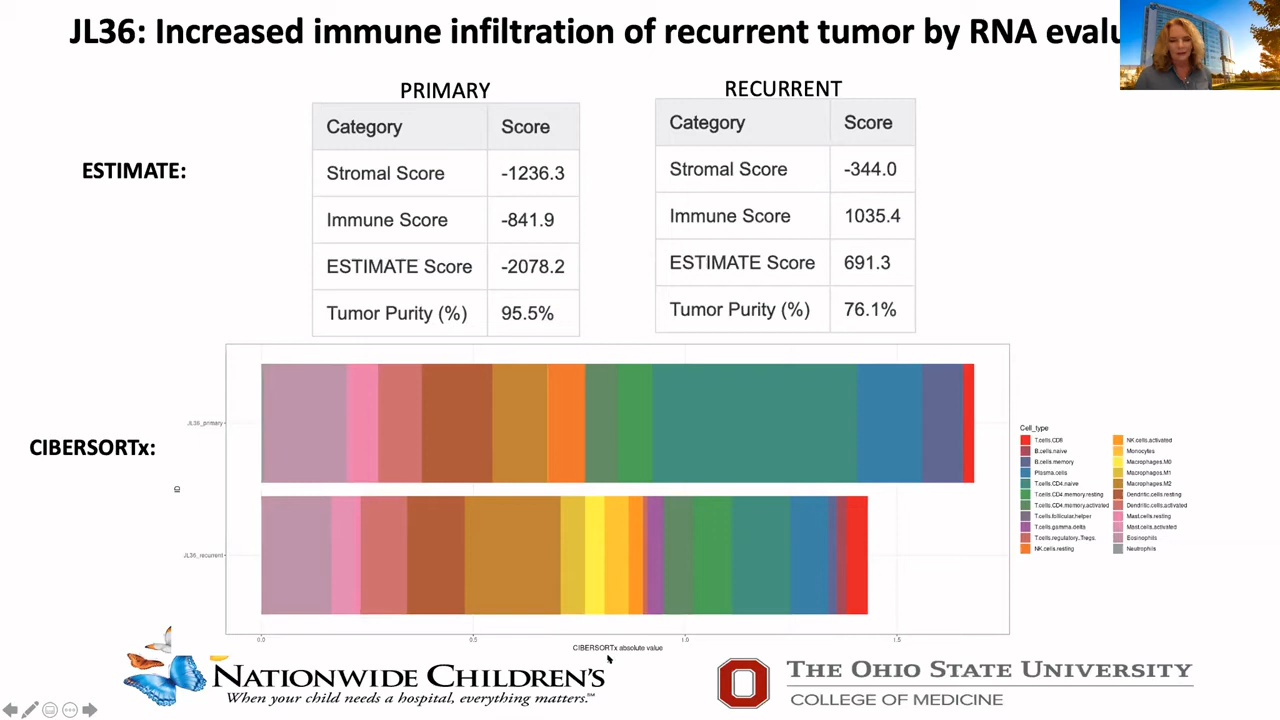 JL36: Increased immune infiltration of recurrent tumor by RNA evalu
PRIMARY
RECURRENT
ESTIMATE:
Category Score
Stromal Score -1236.3
Immune Score -841.9
ESTIMATE Score -2078.2
Tumor Purity (%) 95.5%
Category Score
Stromal Score -344.0
Immune Score 1035.4
ESTIMATE Score 691.3
Tumor Purity (%) 76.1%
CIBERSORTx:
ID
JL36_primary
JL36_recurrent
0.0 0.5 1.0 1.5
CIBERSORTx absolute value
Cell_type
T.cells.CD8
B.cells.naive
B.cells.memory
Plasma.cells
T.cells.CD4.naive
T.cells.CD4.memory.resting
T.cells.CD4.memory.activated
T.cells.follicular.helper
T.cells.gamma.delta
T.cells.regulatory..Tregs.
NK.cells.resting
NK.cells.activated
Monocytes
Macrophages.M0
Macrophages.M1
Macrophages.M2
Dendritic.cells.resting
Dendritic.cells.activated
Mast.cells.resting
Mast.cells.activated
Eosinophils
Neutrophils
NATIONWIDE CHILDREN'S
When your child needs a hospital, everything matters.™
THE OHIO STATE UNIVERSITY
COLLEGE OF MEDICINE